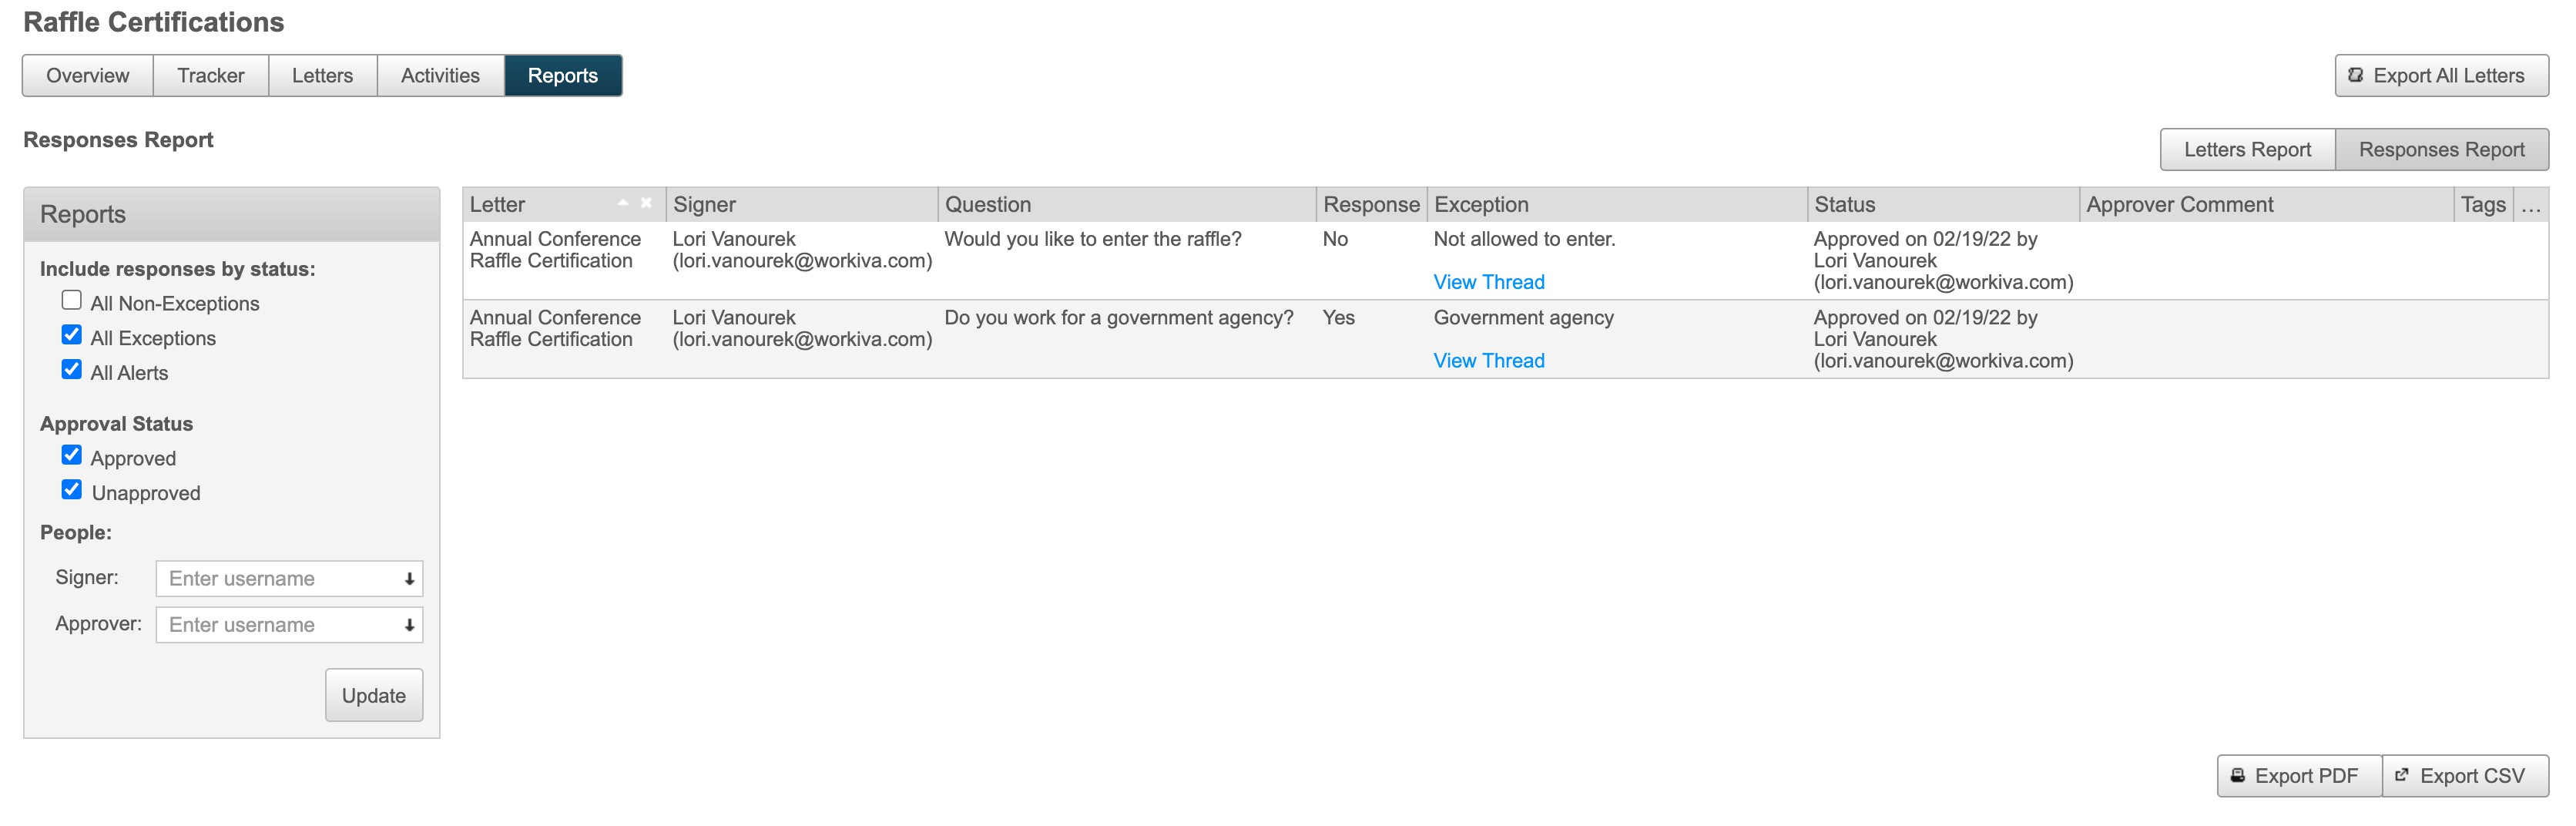 Raffle Certifications
Overview
Tracker
Letters
Activities
Reports
Export All Letters
Responses Report
Letters Report
Responses Report
Reports
Include responses by status:
All Non-Exceptions
All Exceptions
All Alerts
Approval Status
Approved
Unapproved
People:
Signer:
Enter username
Approver:
Enter username
Update
Letter
Signer
Question
Response
Exception
Status
Approver Comment
Tags
...
Annual Conference
Raffle Certification
Lori Vanourek
(lori.vanourek@workiva.com)
Would you like to enter the raffle?
No
Not allowed to enter.
View Thread
Approved on 02/19/22 by
Lori Vanourek
(lori.vanourek@workiva.com)
Annual Conference
Raffle Certification
Lori Vanourek
(lori.vanourek@workiva.com)
Do you work for a government agency?
Yes
Government agency
View Thread
Approved on 02/19/22 by
Lori Vanourek
(lori.vanourek@workiva.com)
Export PDF
Export CSV